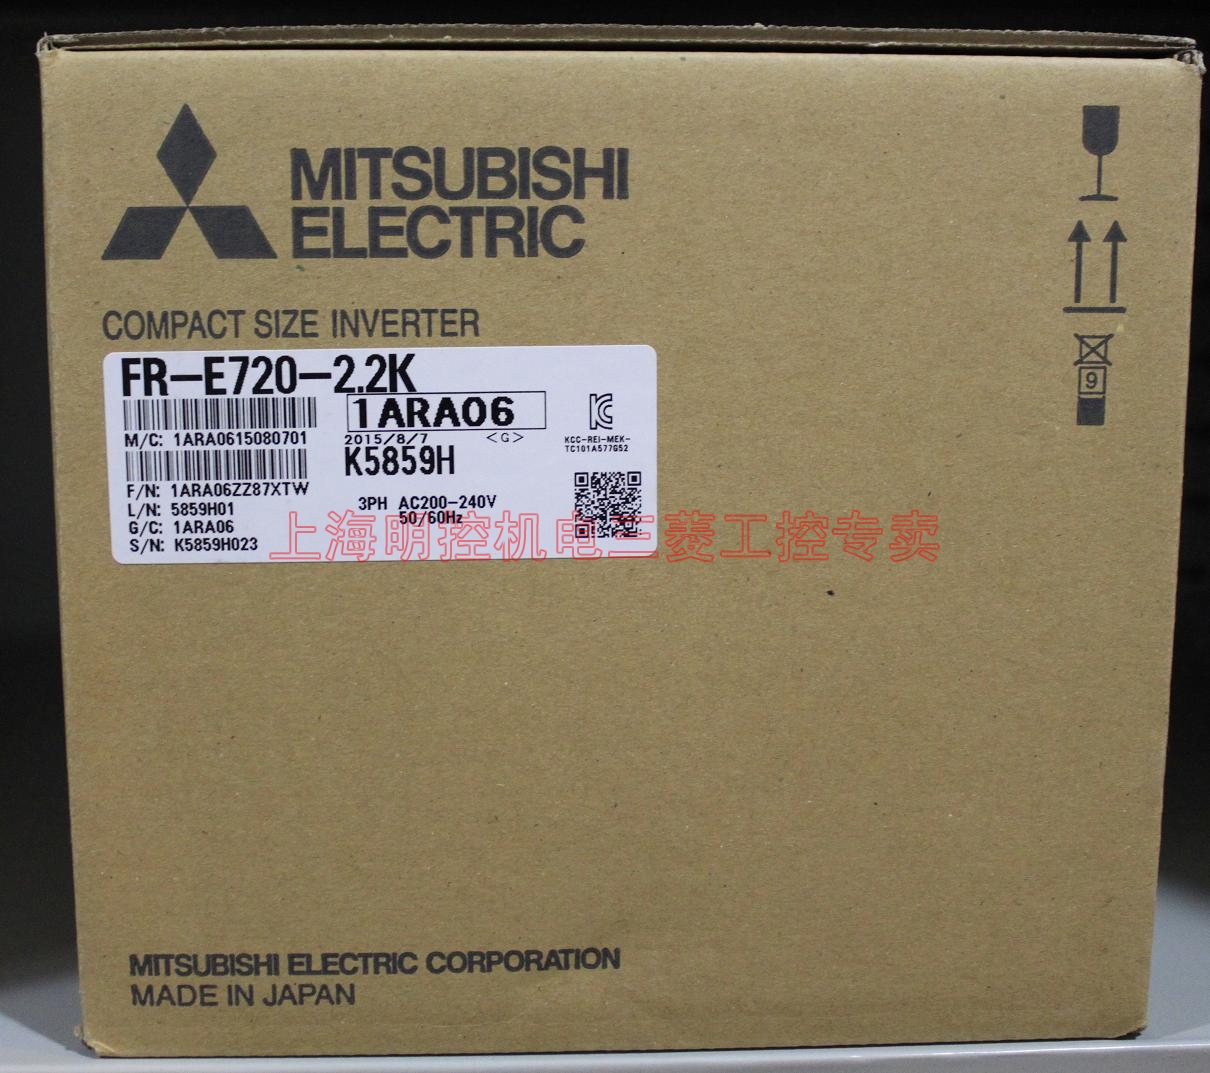 MITSUBISHI
ELECTRIC
COMPACT SIZE INVERTER
FR-E720-2.2K
1ARA06
M/C: 1ARA0615080701
2015/8/7 <G>
KCC-REI-MEK-
TC101A577G52
K5859H
F/N: 1ARA06ZZ87XTW
L/N: 5859H01
3PH AC200-240V
50/60Hz
G/C: 1ARA06
S/N: K5859H023
上海明控机电三菱工控专卖
9
MITSUBISHI ELECTRIC CORPORATION
MADE IN JAPAN